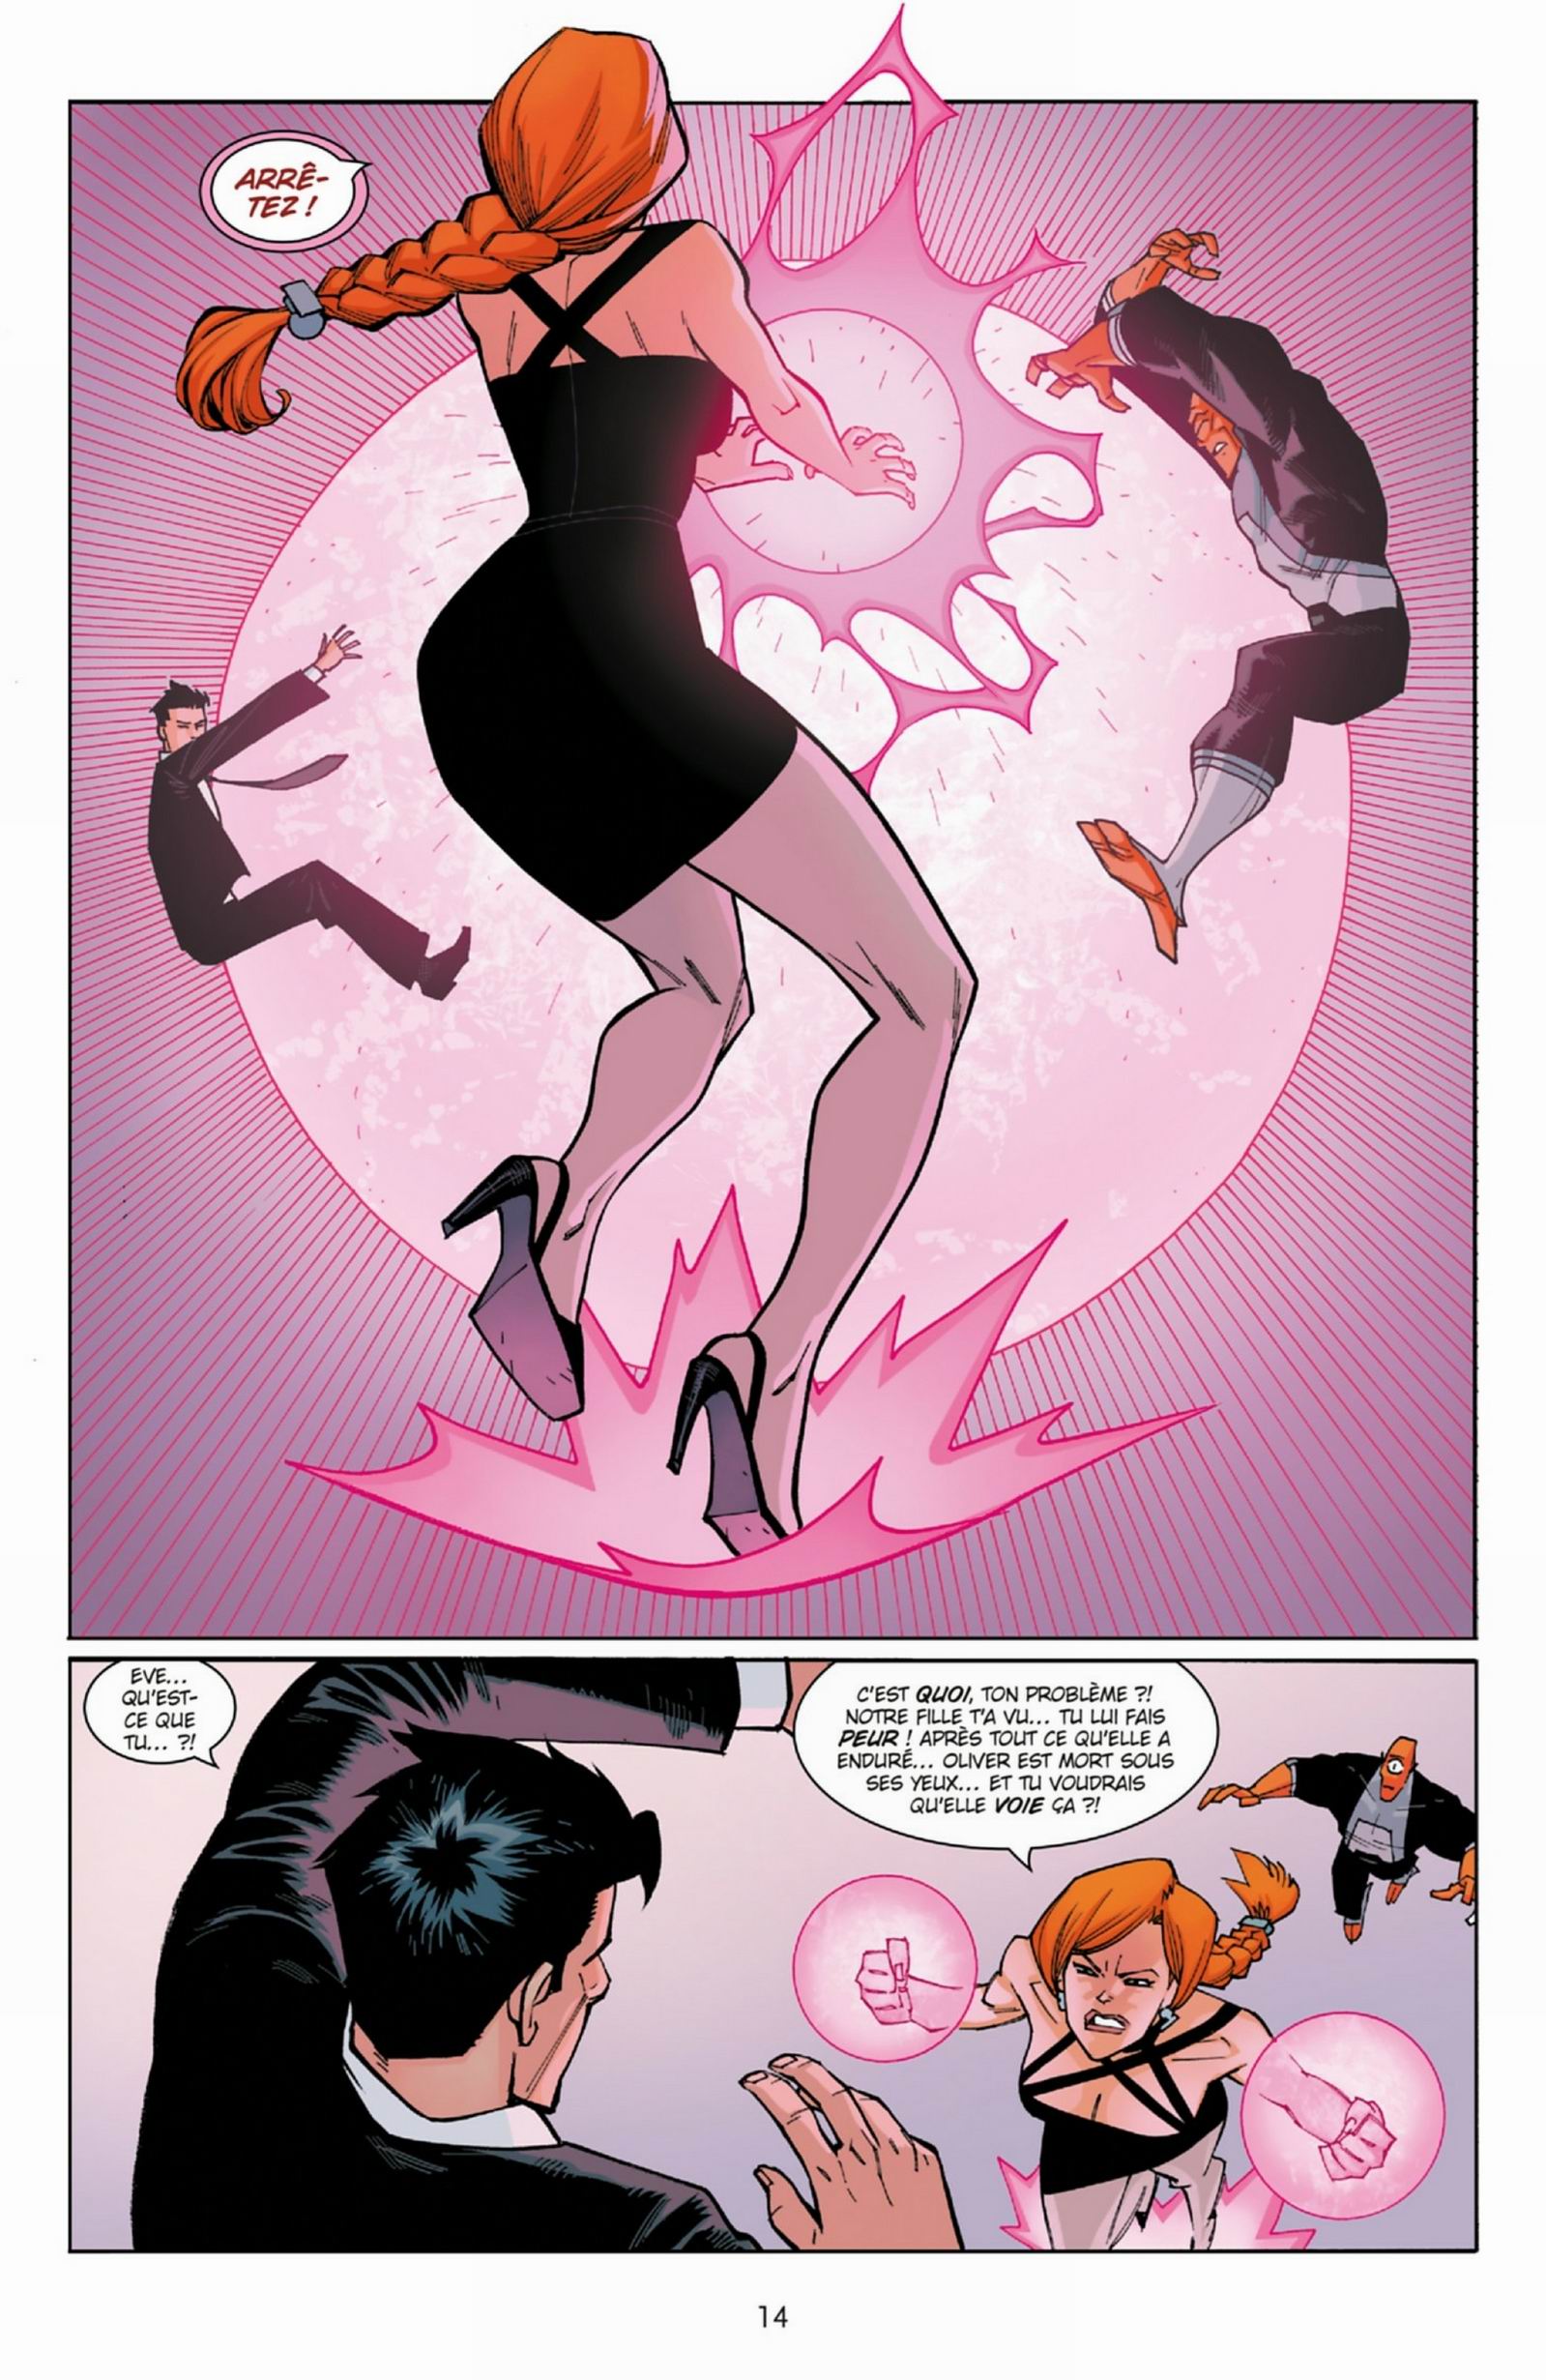 ARRÊ-
TEZ !
EVE...
QU'EST-
CE QUE
TU... ?!
C'EST QUOI, TON PROBLÈME ?!
NOTRE FILLE T'A VU... TU LUI FAIS
PEUR ! APRÈS TOUT CE QU'ELLE A
ENDURÉ... OLIVER EST MORT SOUS
SES YEUX... ET TU VOUDRAIS
QU'ELLE VOIE ÇA ?!
14